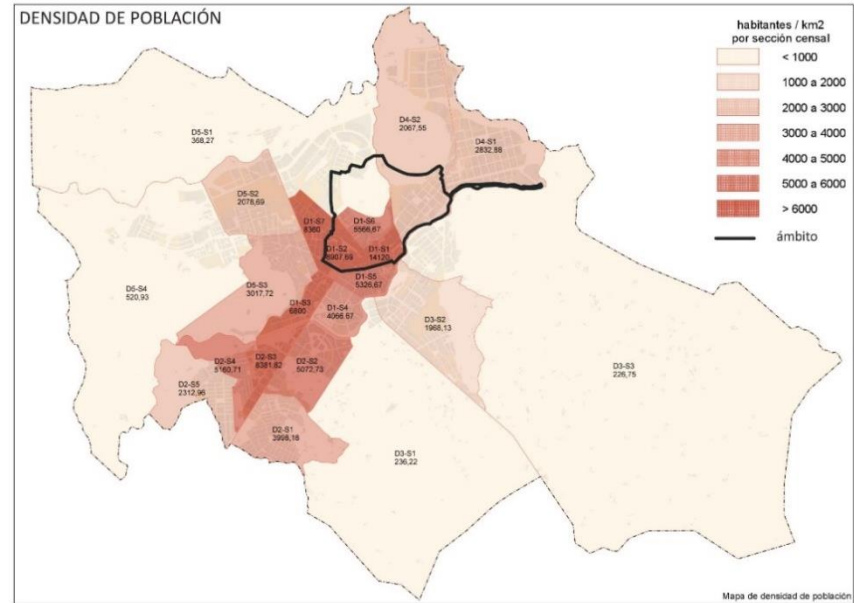 DENSIDAD DE POBLACIÓN
habitantes / km2
por sección censal
< 1000
1000 a 2000
2000 a 3000
3000 a 4000
4000 a 5000
5000 a 6000
> 6000
ámbito
D4-S2
2067,55
D4-S1
2832,88
D5-S1
358,27
D5-S2
2078,69
D1-S7
8360
D1-S6
6566,67
D1-S2
D1-S1
14120
D5-S4
520,93
D5-S3
3017,72
D1-S5
5326,67
D1-S3
6800
D1-S4
4066,67
D3-S2
1968,13
D3-S3
226,75
D2-S4
5160,71
D2-S3
8381,82
D2-S2
5072,73
D2-S5
2312,96
D2-S1
3998,18
D3-S1
236,22
Mapa de densidad de población